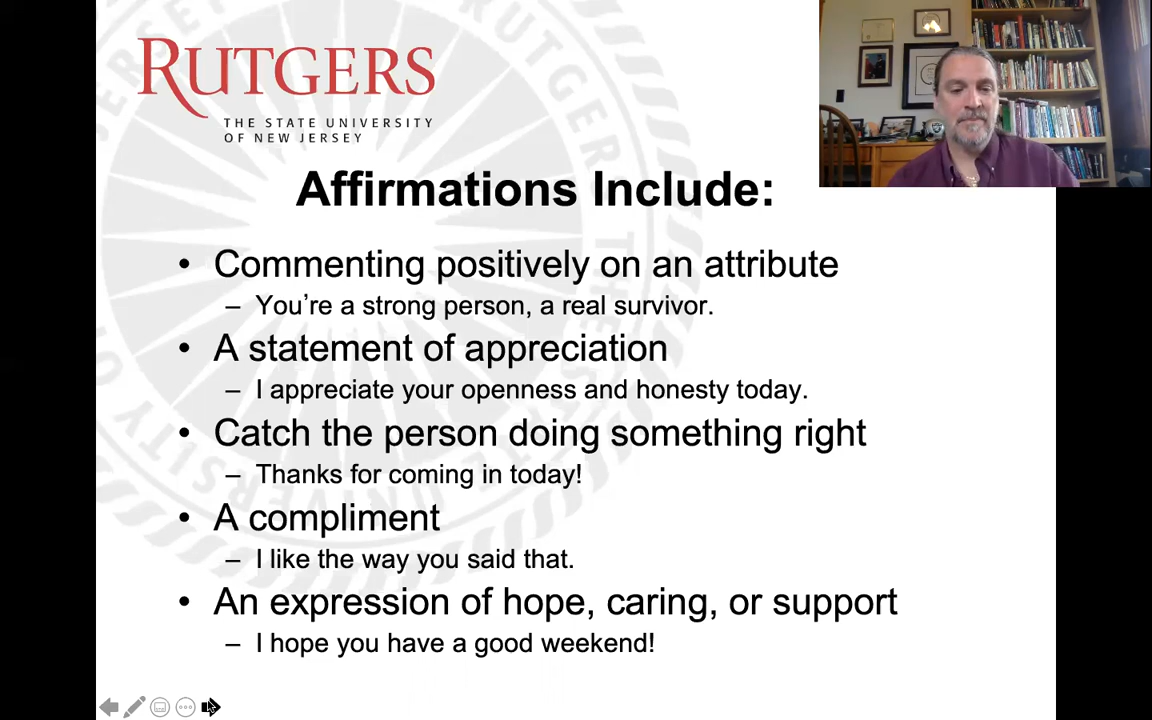 RUTGERS
THE STATE UNIVERSITY
OF NEW JERSEY
Affirmations Include:
• Commenting positively on an attribute
– You’re a strong person, a real survivor.
• A statement of appreciation
– I appreciate your openness and honesty today.
• Catch the person doing something right
– Thanks for coming in today!
• A compliment
– I like the way you said that.
• An expression of hope, caring, or support
– I hope you have a good weekend!